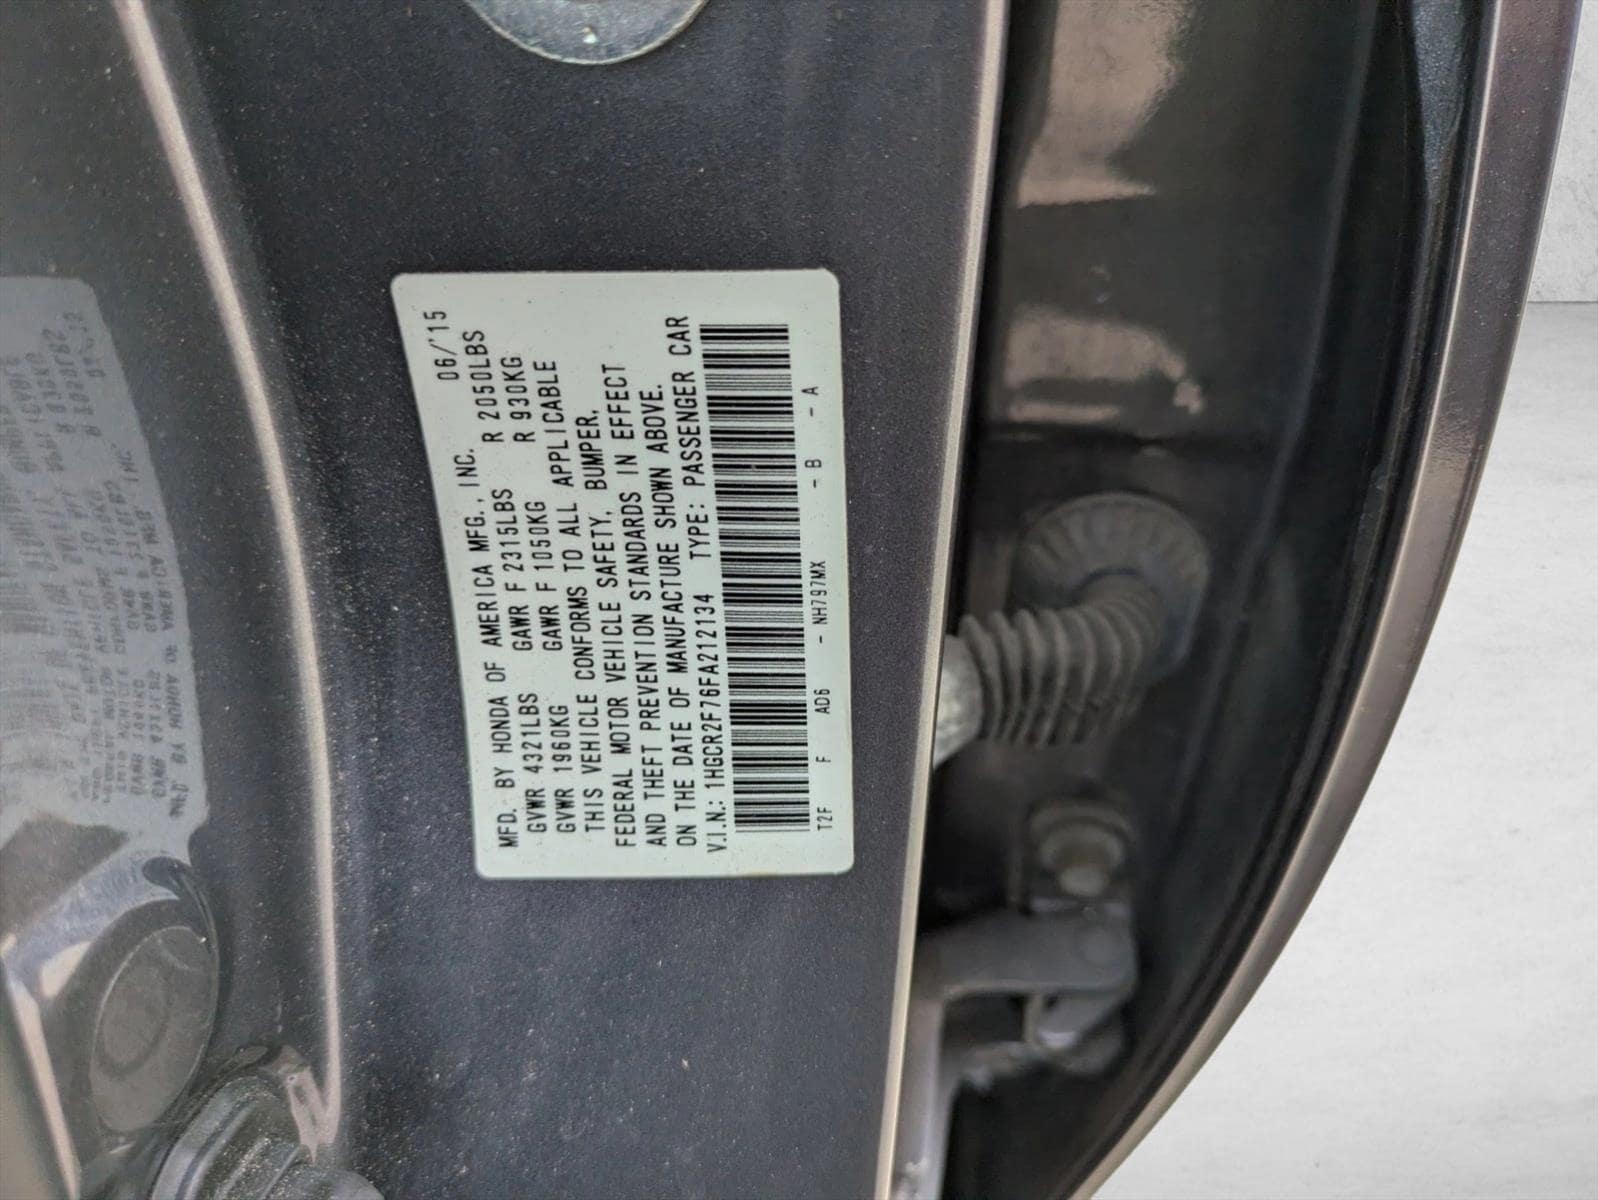 MFD. BY HONDA OF AMERICA MFG., INC. 06/'15
GVWR 4321LBS GAWR F 2315LBS R 2050LBS
GVWR 1960KG GAWR F 1050KG R 930KG
THIS VEHICLE CONFORMS TO ALL APPLICABLE
FEDERAL MOTOR VEHICLE SAFETY, BUMPER,
AND THEFT PREVENTION STANDARDS IN EFFECT
ON THE DATE OF MANUFACTURE SHOWN ABOVE.
V.I.N.: 1HGCR2F76FA212134 TYPE: PASSENGER CAR
T2F F AD6 - NH797MX - B - A